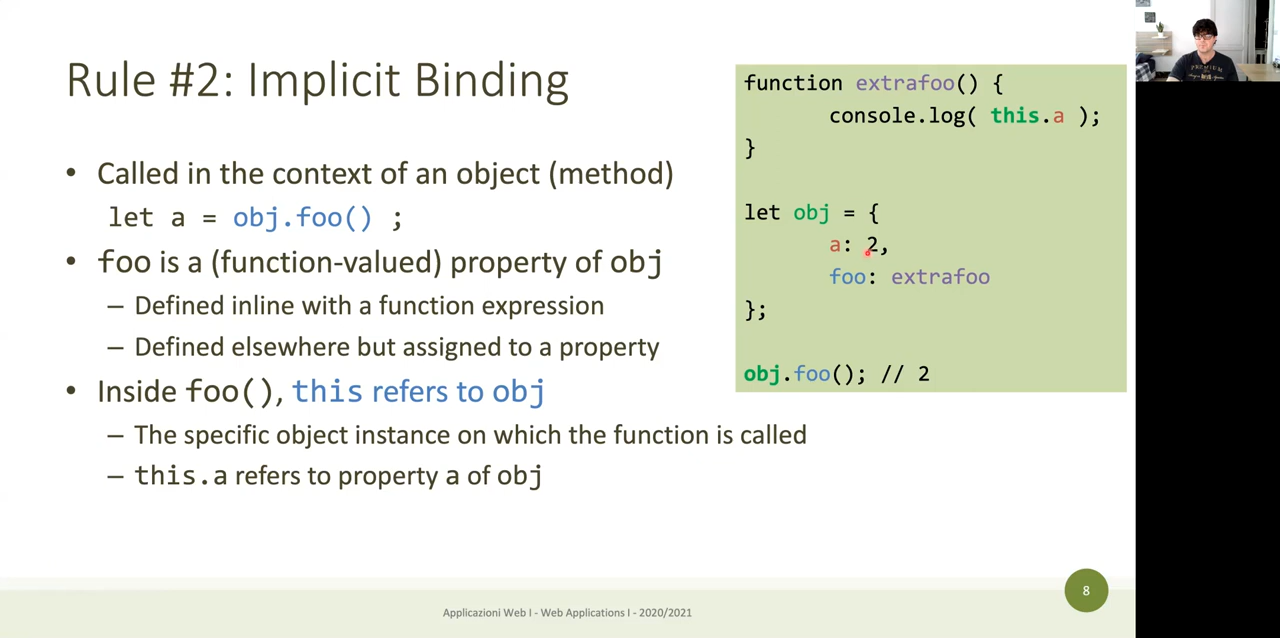 Rule #2: Implicit Binding
• Called in the context of an object (method)
let a = obj.foo() ;
• foo is a (function-valued) property of obj
– Defined inline with a function expression
– Defined elsewhere but assigned to a property
• Inside foo(), this refers to obj
– The specific object instance on which the function is called
– this.a refers to property a of obj
function extrafoo() {
console.log( this.a );
}
let obj = {
a: 2,
foo: extrafoo
};
obj.foo(); // 2
Applicazioni Web I - Web Applications I - 2020/2021
8
PREMIUM